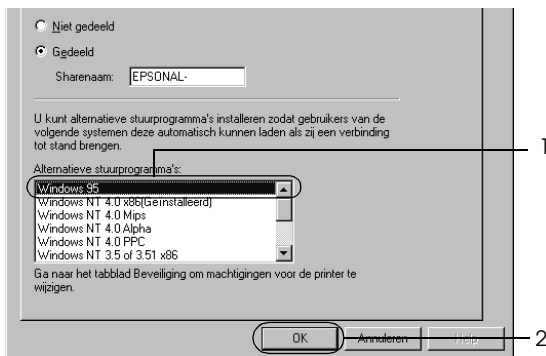 Niet gedeeld
Gedeeld
Sharenaam: EPSONAL-
U kunt alternatieve stuurprogramma's installeren zodat gebruikers van de
volgende systemen deze automatisch kunnen laden als zij een verbinding
tot stand brengen.
Alternatieve stuurprogramma's:
1
Windows 95
Windows NT 4.0 x86(Geïnstalleerd)
Windows NT 4.0 Mips
Windows NT 4.0 Alpha
Windows NT 4.0 PPC
Windows NT 3.5 of 3.51 x86
Ga naar het tabblad Beveiliging om machtigingen voor de printer te
wijzigen.
OK Annuleren Help 2